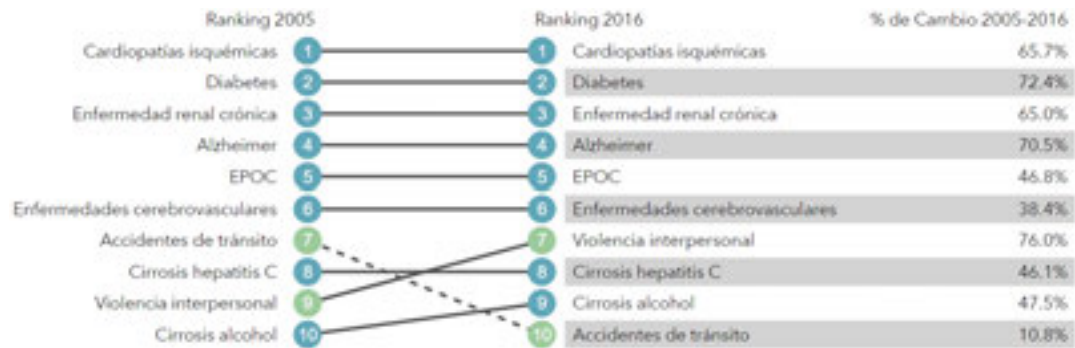 Ranking 2005 Ranking 2016 % de Cambio 2005-2016
Cardiopatías isquémicas 1 1 Cardiopatías isquémicas 65.7%
Diabetes 2 2 Diabetes 72.4%
Enfermedad renal crónica 3 3 Enfermedad renal crónica 65.0%
Alzheimer 4 4 Alzheimer 70.5%
EPOC 5 5 EPOC 46.8%
Enfermedades cerebrovasculares 6 6 Enfermedades cerebrovasculares 38.4%
Accidentes de tránsito 7 7 Violencia interpersonal 76.0%
Cirrosis hepatitis C 8 8 Cirrosis hepatitis C 46.1%
Violencia interpersonal 9 9 Cirrosis alcohol 47.5%
Cirrosis alcohol 10 10 Accidentes de tránsito 10.8%